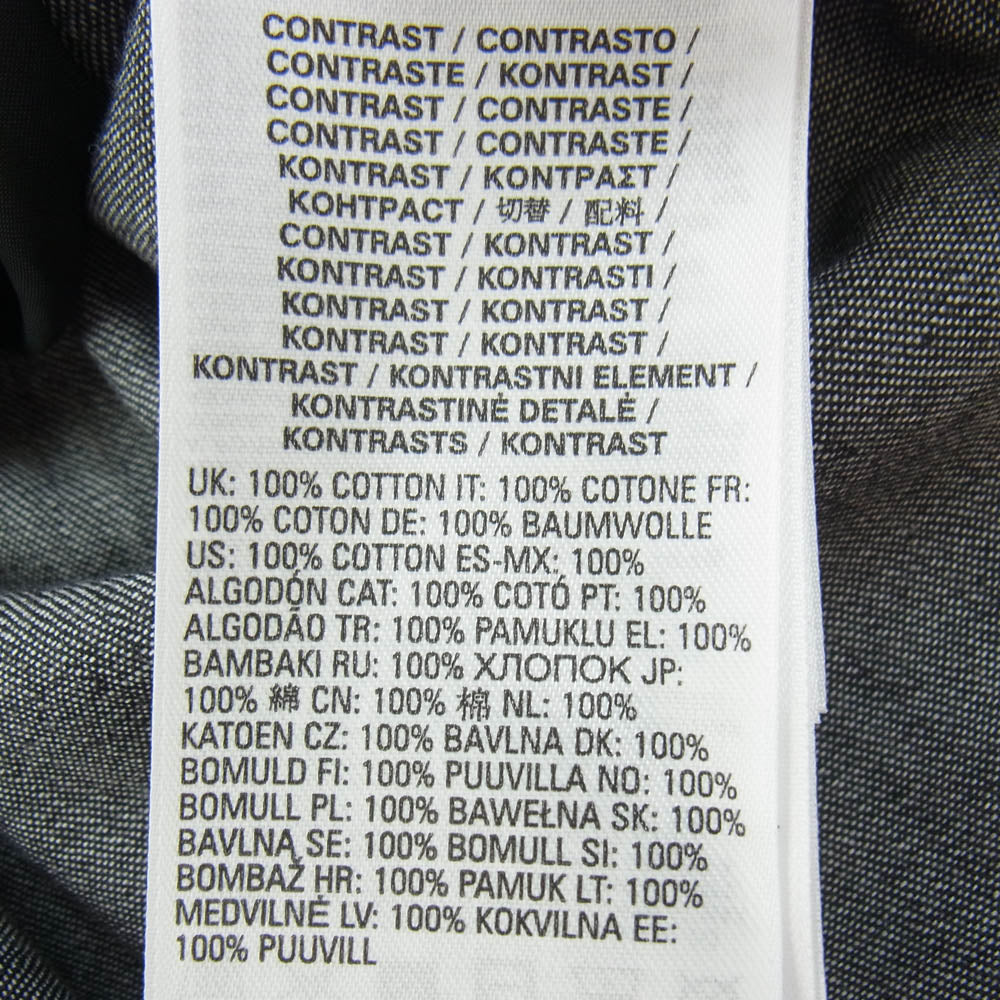 CONTRAST / CONTRASTO /
CONTRASTE / KONTRAST /
CONTRAST / CONTRASTE /
CONTRAST / CONTRASTE /
KONTRAST / ΚΟΝΤΡΑΣΤ /
КОНТРАСТ / 切替 / 配料 /
CONTRAST / KONTRAST /
KONTRAST / KONTRASTI /
KONTRAST / KONTRAST /
KONTRAST / KONTRAST /
KONTRAST / KONTRASTNI ELEMENT /
KONTRASTINĖ DETALĖ /
KONTRASTS / KONTRAST
UK: 100% COTTON IT: 100% COTONE FR:
100% COTON DE: 100% BAUMWOLLE
US: 100% COTTON ES-MX: 100%
ALGODÓN CAT: 100% COTÓ PT: 100%
ALGODÃO TR: 100% PAMUKLU EL: 100%
BAMBAKI RU: 100% ХЛОПОК JP:
100% 綿 CN: 100% 棉 NL: 100%
KATOEN CZ: 100% BAVLNA DK: 100%
BOMULD FI: 100% PUUVILLA NO: 100%
BOMULL PL: 100% BAWEŁNA SK: 100%
BAVLNA SE: 100% BOMULL SI: 100%
BOMBAŽ HR: 100% PAMUK LT: 100%
MEDVILNĖ LV: 100% KOKVILNA EE:
100% PUUVILL